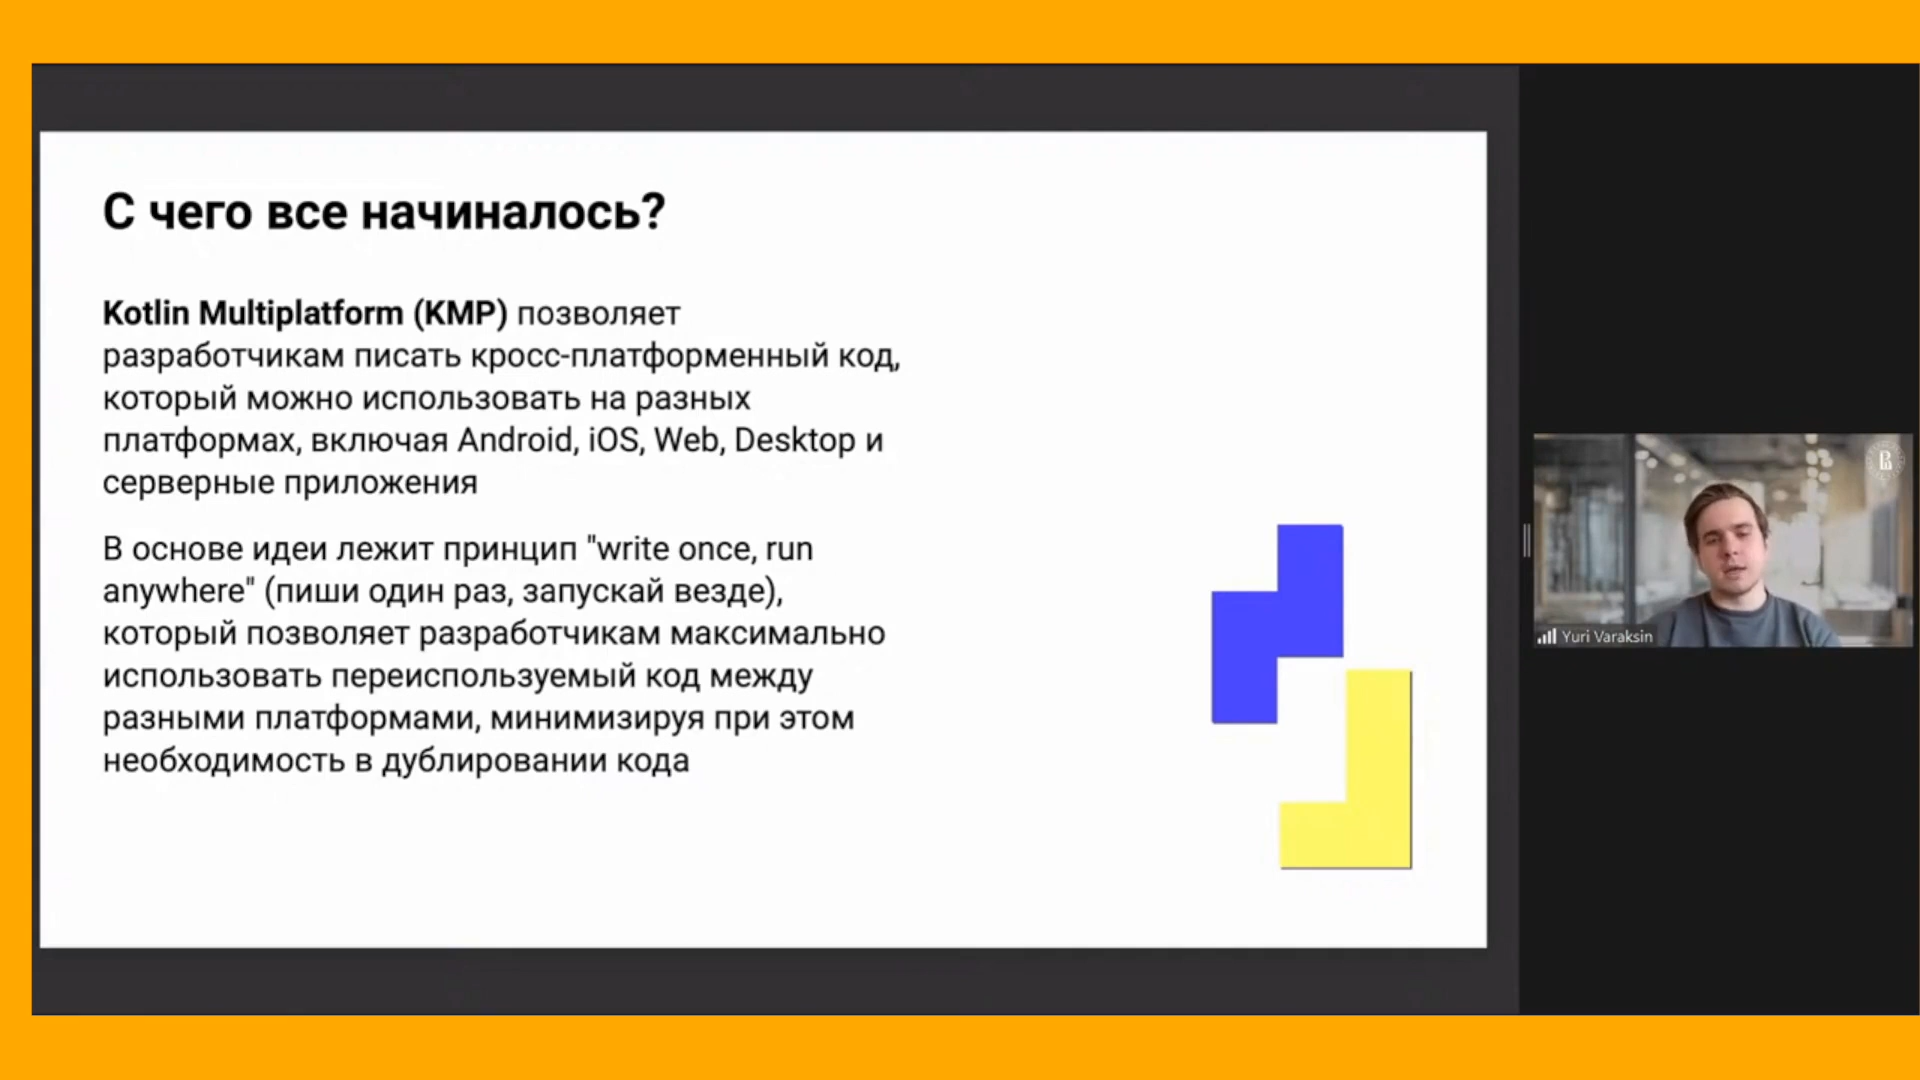 С чего все начиналось?
Kotlin Multiplatform (KMP) позволяет
разработчикам писать кросс-платформенный код,
который можно использовать на разных
платформах, включая Android, iOS, Web, Desktop и
серверные приложения
В основе идеи лежит принцип "write once, run
anywhere" (пиши один раз, запускай везде),
который позволяет разработчикам максимально
использовать переиспользуемый код между
разными платформами, минимизируя при этом
необходимость в дублировании кода
Yuri Varaksin